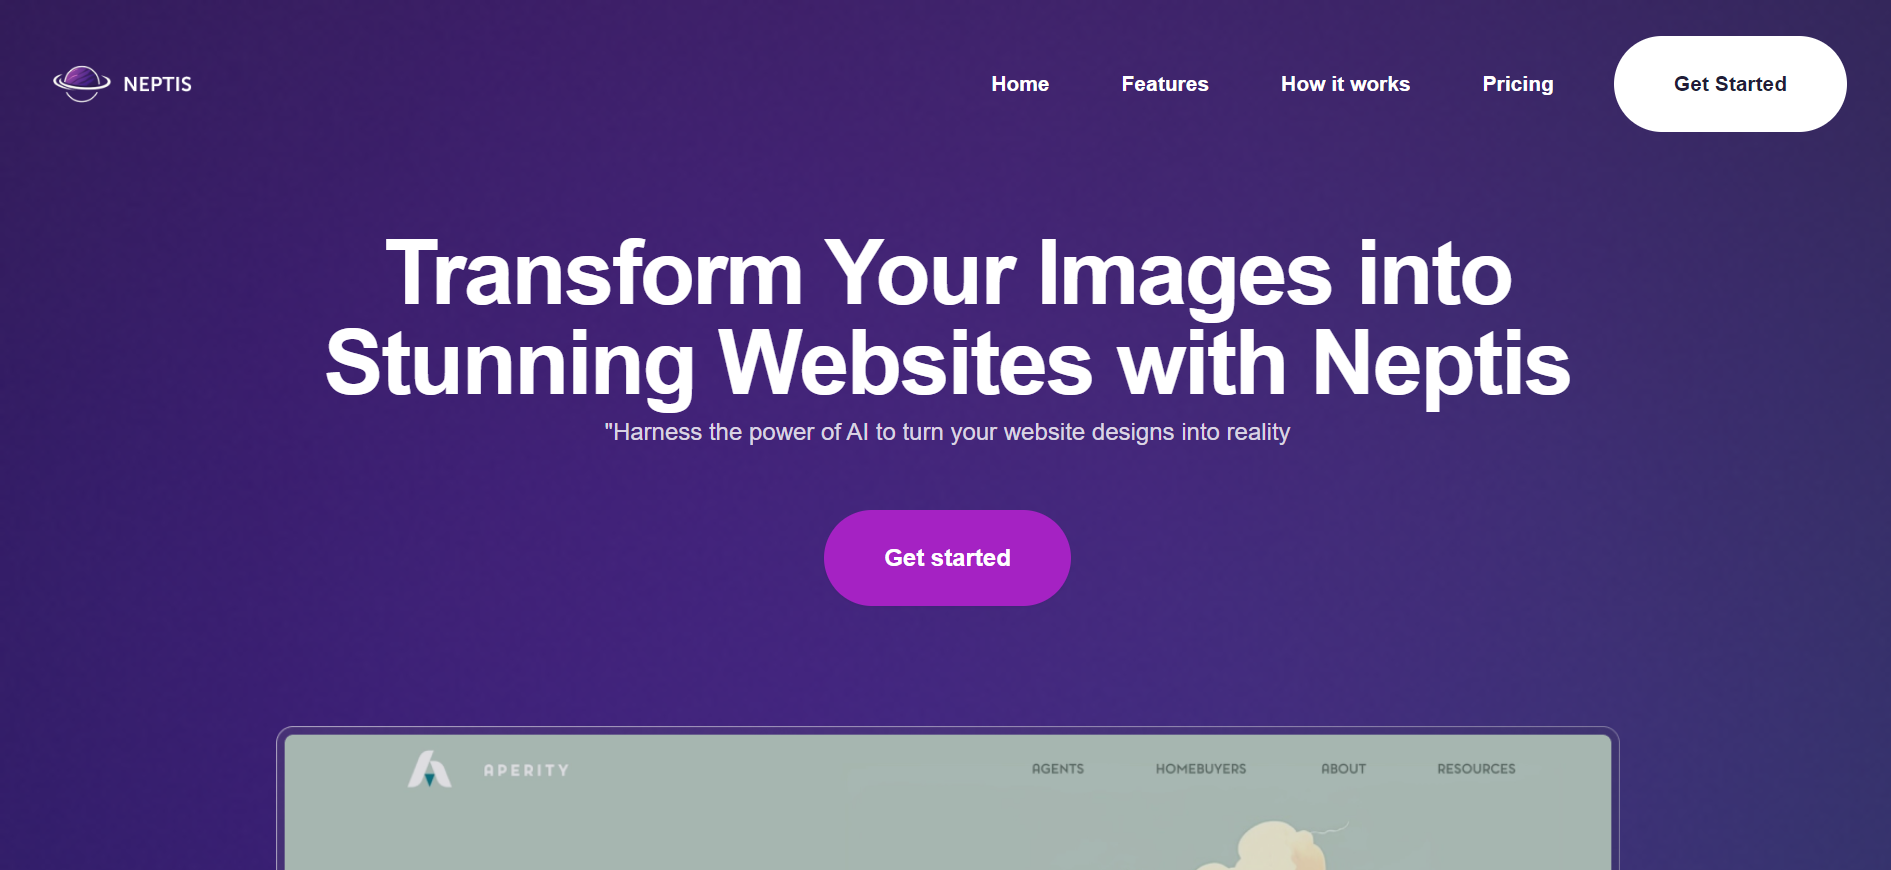 NEPTIS
Home Features How it works Pricing Get Started
Transform Your Images into
Stunning Websites with Neptis
"Harness the power of AI to turn your website designs into reality
Get started
APERITY
AGENTS HOMEBUYERS ABOUT RESOURCES